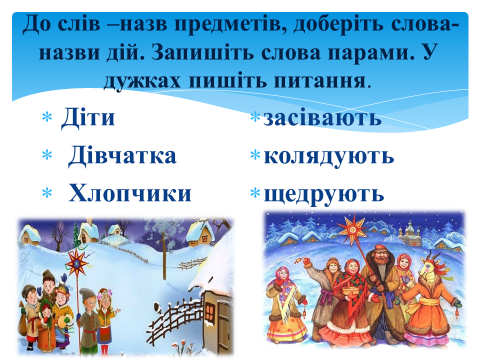 До слів –назв предметів, доберіть слова-
назви дій. Запишіть слова парами. У
дужках пишіть питання.
* Діти
* Дівчатка
* Хлопчики
* засівають
* колядують
* щедрують